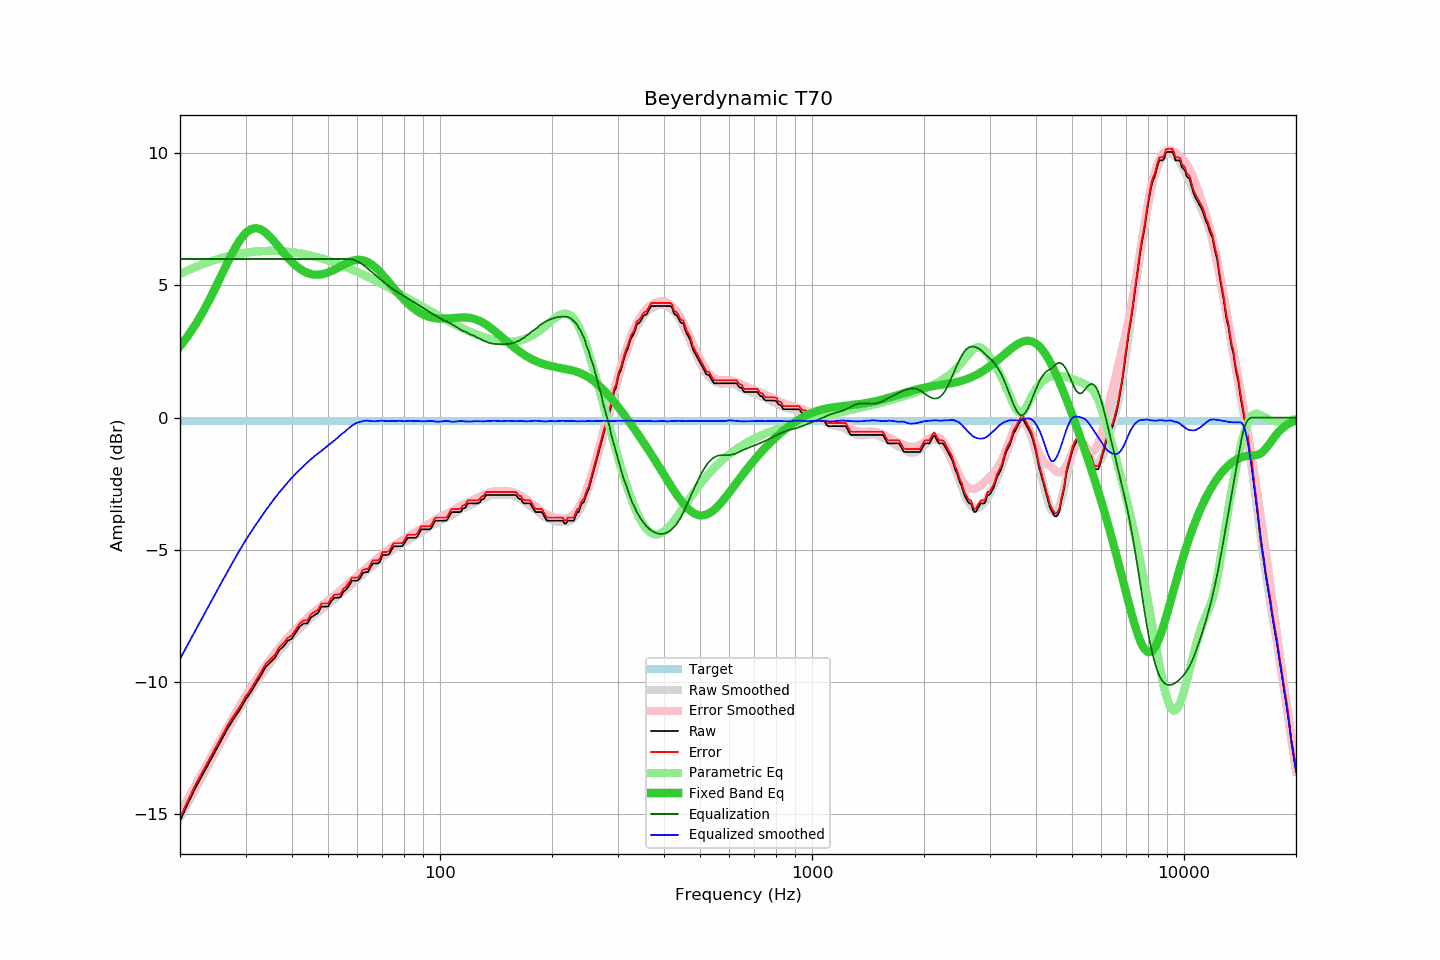 Beyerdynamic T70
Amplitude (dBr)
10
5
0
−5
−10
−15
Target
Raw Smoothed
Error Smoothed
Raw
Error
Parametric Eq
Fixed Band Eq
Equalization
Equalized smoothed
100 1000 10000
Frequency (Hz)